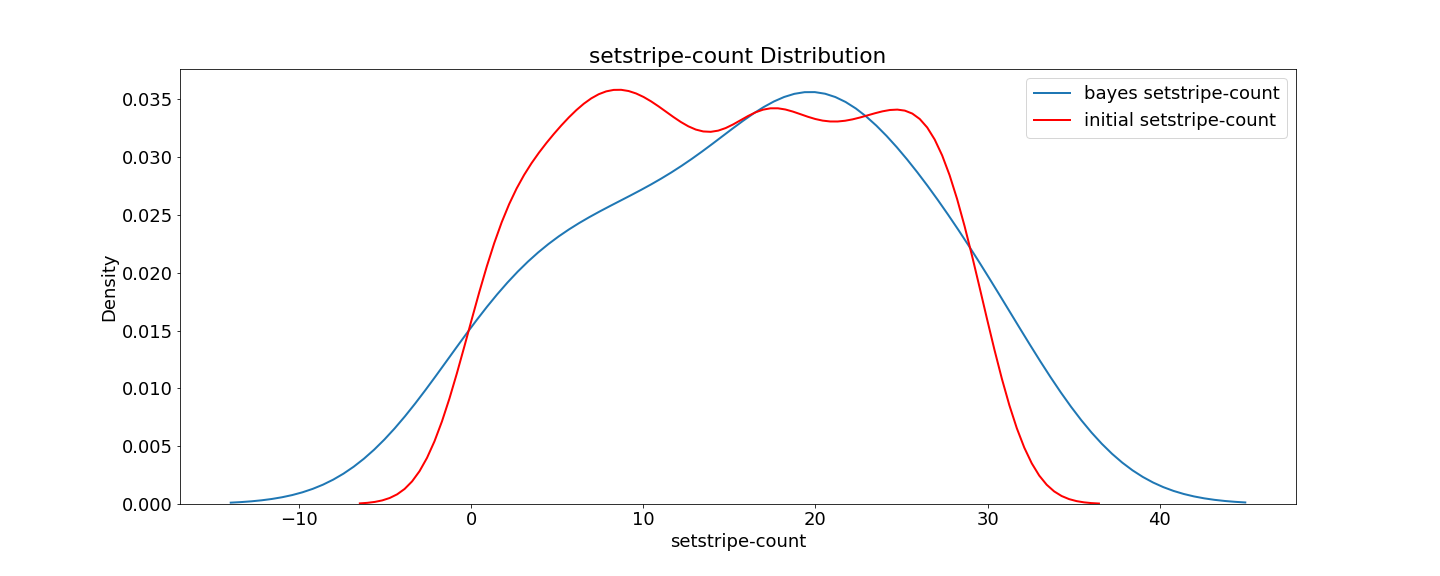 setstripe-count Distribution
bayes setstripe-count
initial setstripe-count
0.035
0.030
0.025
0.020
0.015
0.010
0.005
0.000
Density
−10
0
10
20
30
40
setstripe-count